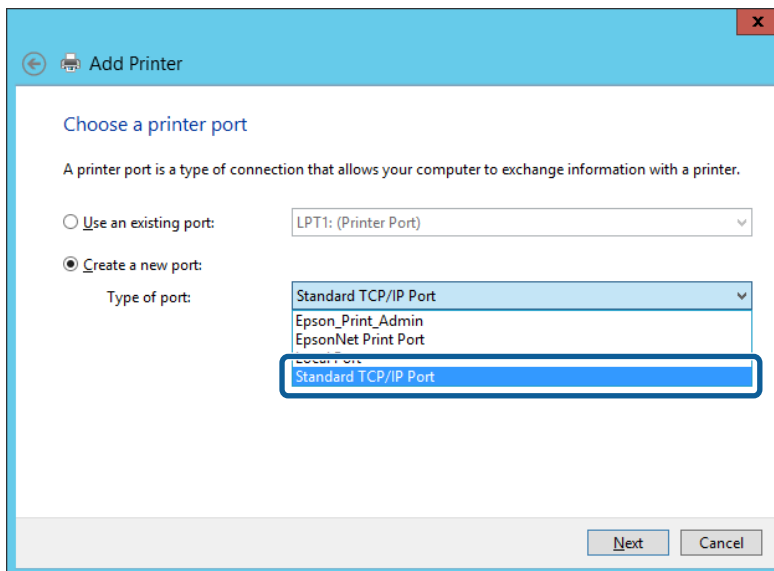 x
Add Printer
Choose a printer port
A printer port is a type of connection that allows your computer to exchange information with a printer.
Use an existing port: LPT1: (Printer Port)
Create a new port:
Type of port: Standard TCP/IP Port
Epson_Print_Admin
EpsonNet Print Port
Local Port
Standard TCP/IP Port
Next Cancel